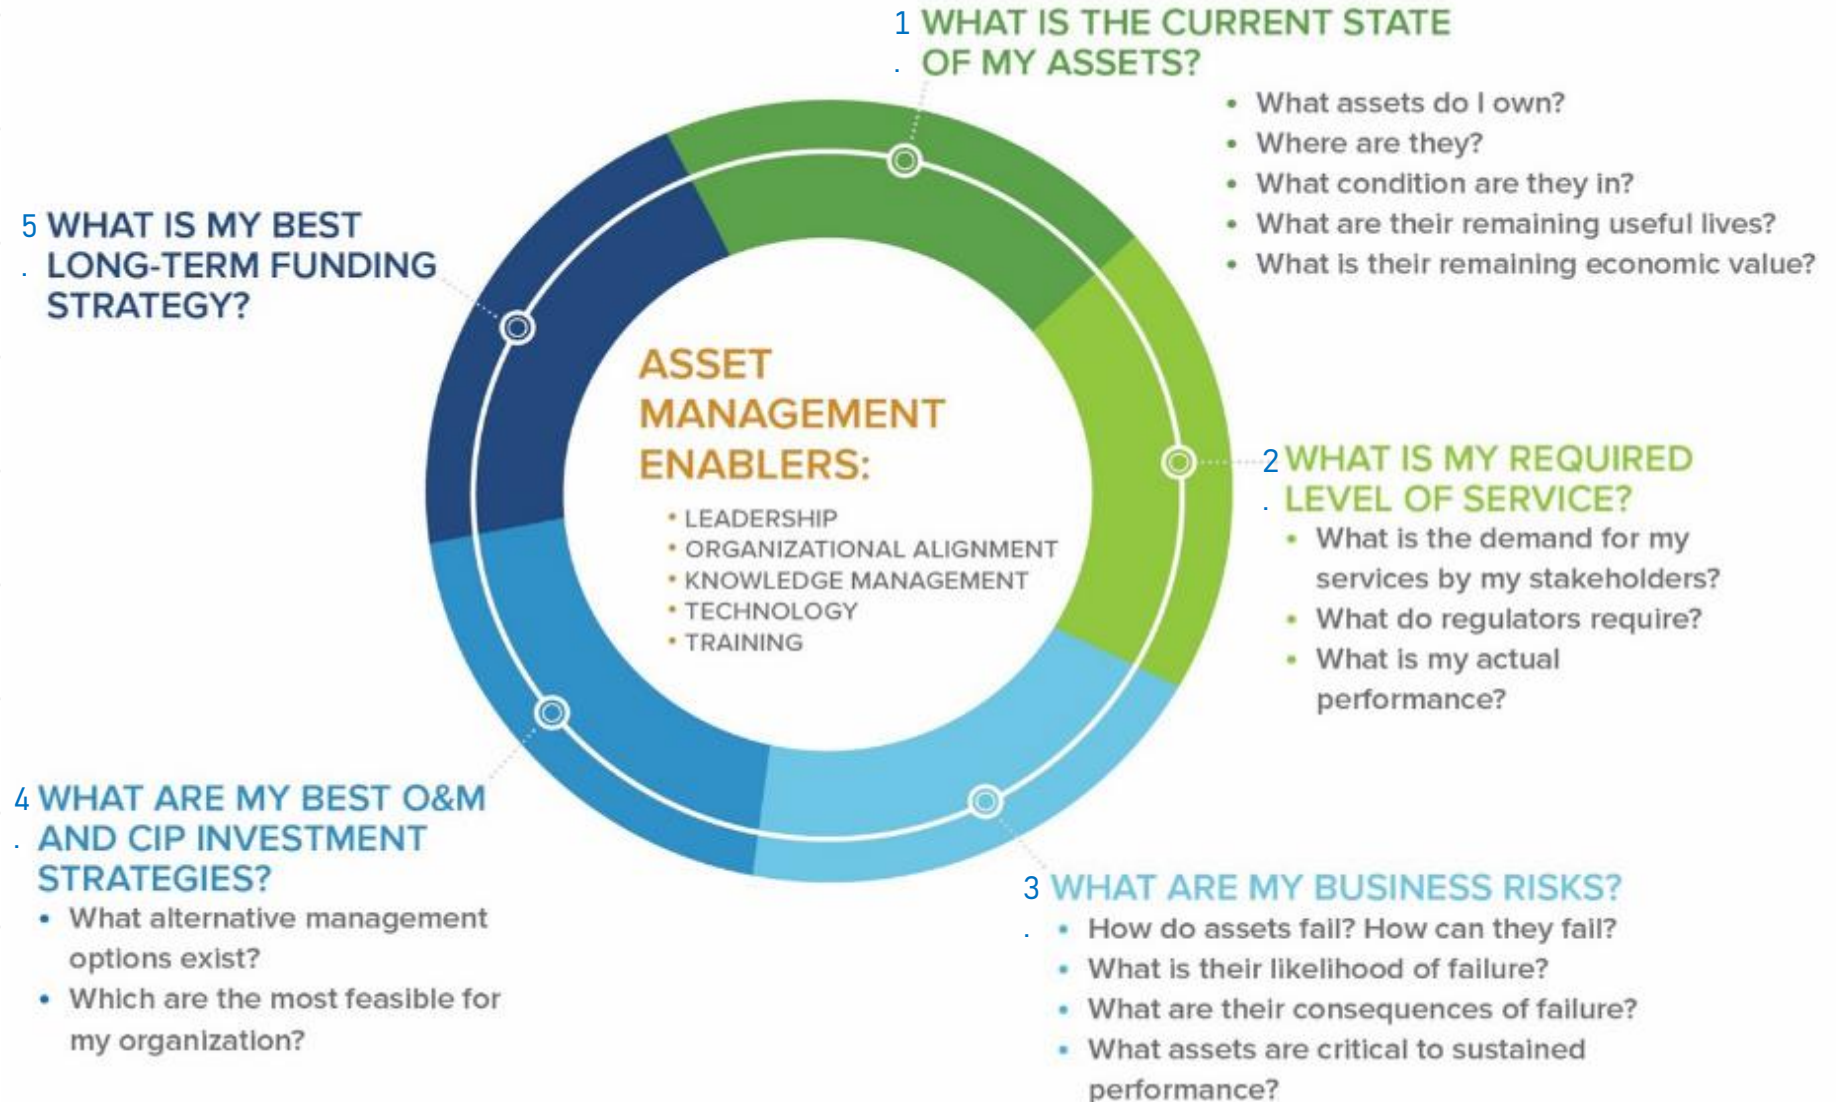 1. WHAT IS THE CURRENT STATE
OF MY ASSETS?
• What assets do I own?
• Where are they?
• What condition are they in?
• What are their remaining useful lives?
• What is their remaining economic value?
2. WHAT IS MY REQUIRED
LEVEL OF SERVICE?
• What is the demand for my
services by my stakeholders?
• What do regulators require?
• What is my actual
performance?
3. WHAT ARE MY BUSINESS RISKS?
• How do assets fail? How can they fail?
• What is their likelihood of failure?
• What are their consequences of failure?
• What assets are critical to sustained
performance?
4. WHAT ARE MY BEST O&M
AND CIP INVESTMENT
STRATEGIES?
• What alternative management
options exist?
• Which are the most feasible for
my organization?
5. WHAT IS MY BEST
LONG-TERM FUNDING
STRATEGY?
ASSET
MANAGEMENT
ENABLERS:
• LEADERSHIP
• ORGANIZATIONAL ALIGNMENT
• KNOWLEDGE MANAGEMENT
• TECHNOLOGY
• TRAINING